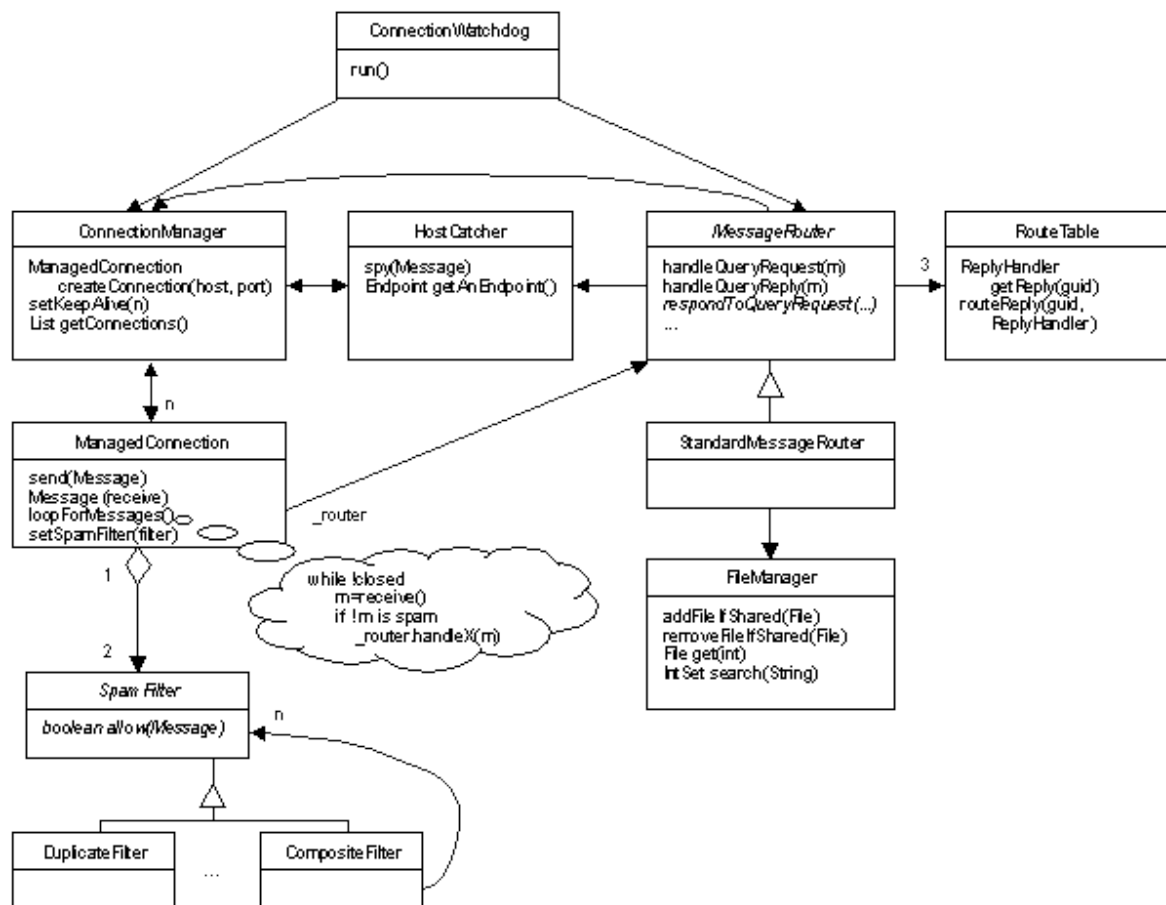 ConnectionWatchdog
run()
ConnectionManager
ManagedConnection
createConnection(host, port)
setKeepAlive(n)
List getConnections()
HostCatcher
spy(Message)
Endpoint getAnEndpoint()
MessageRouter
handleQueryRequest(m)
handleQueryReply(m)
respondToQueryRequest(...)
...
3
RouteTable
ReplyHandler
getReply(guid)
routeReply(guid,
ReplyHandler)
n
ManagedConnection
send(Message)
Message (receive)
loopForMessages()
setSpamFilter(filter)
_router
StandardMessageRouter
1
while !closed
m=receive()
if !m is spam
_router.handleX(m)
FileManager
addFileIfShared(File)
removeFileIfShared(File)
File get(int)
IntSet search(String)
2
Spam Filter
boolean allow(Message)
n
DuplicateFilter
...
CompositeFilter